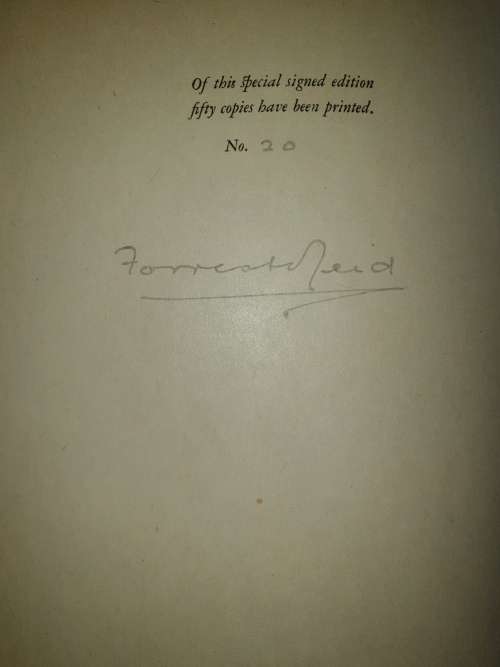 Of this special signed edition
fifty copies have been printed.
No. 20
Forrest Reid